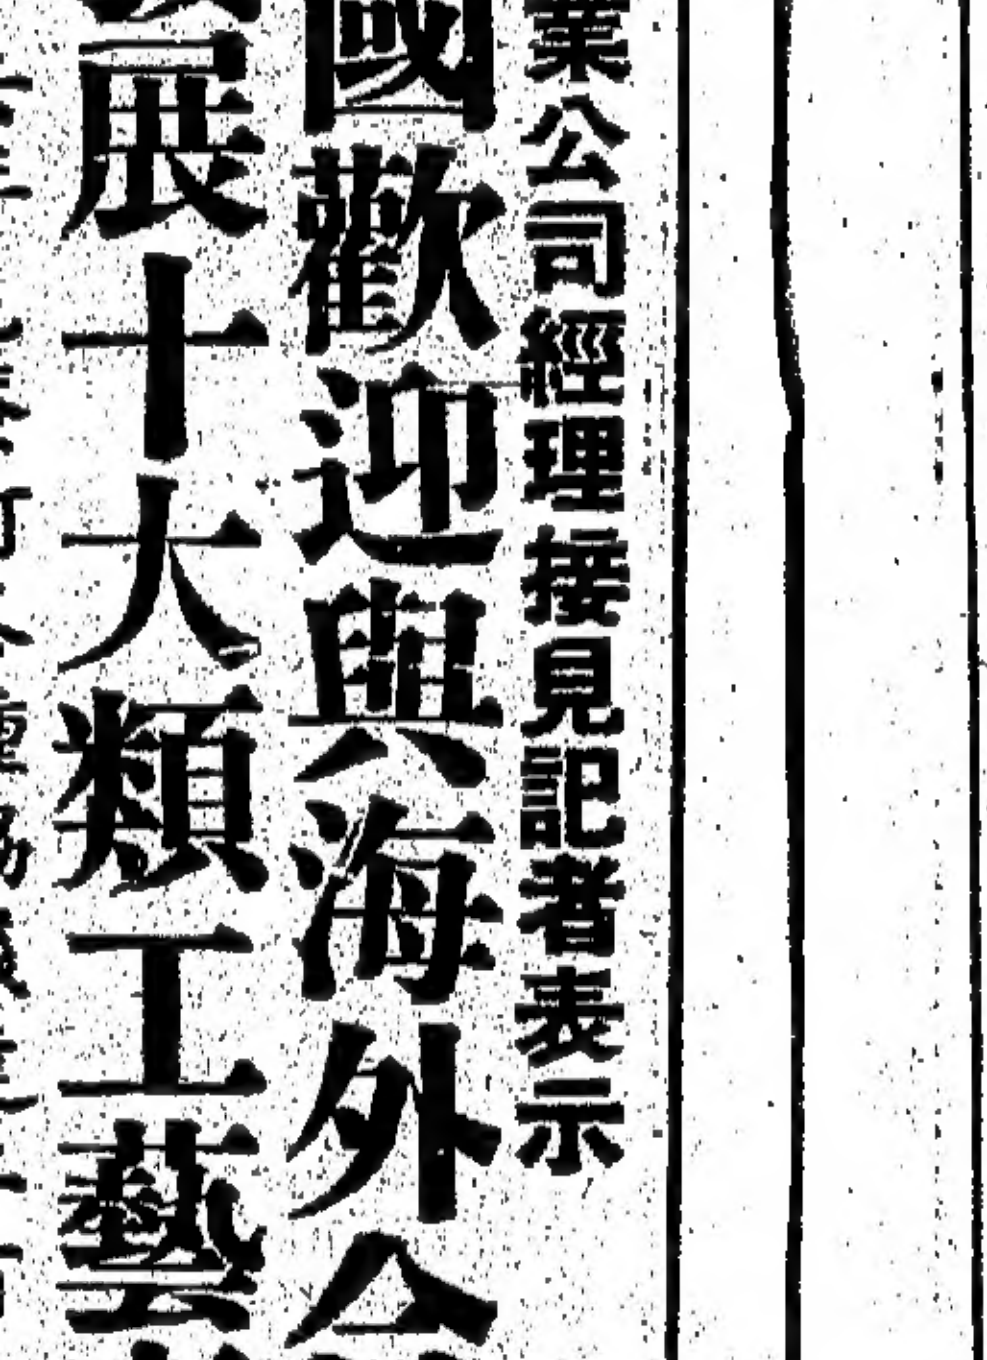 業公司經理接見記者表示
國歡迎與海外
展十大類工藝